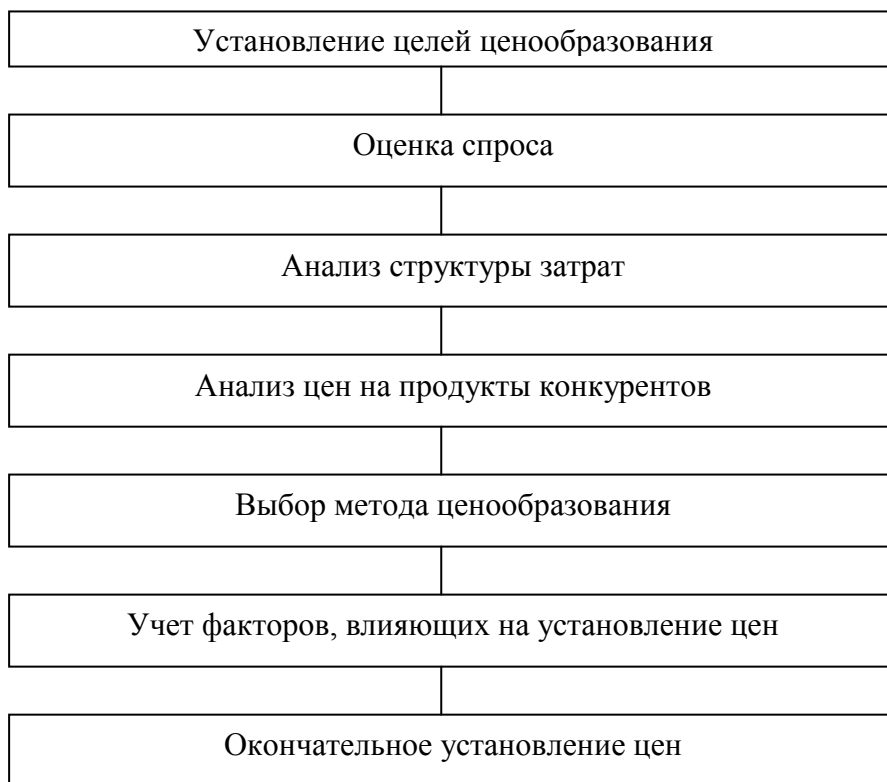 Установление целей ценообразования
Оценка спроса
Анализ структуры затрат
Анализ цен на продукты конкурентов
Выбор метода ценообразования
Учет факторов, влияющих на установление цен
Окончательное установление цен